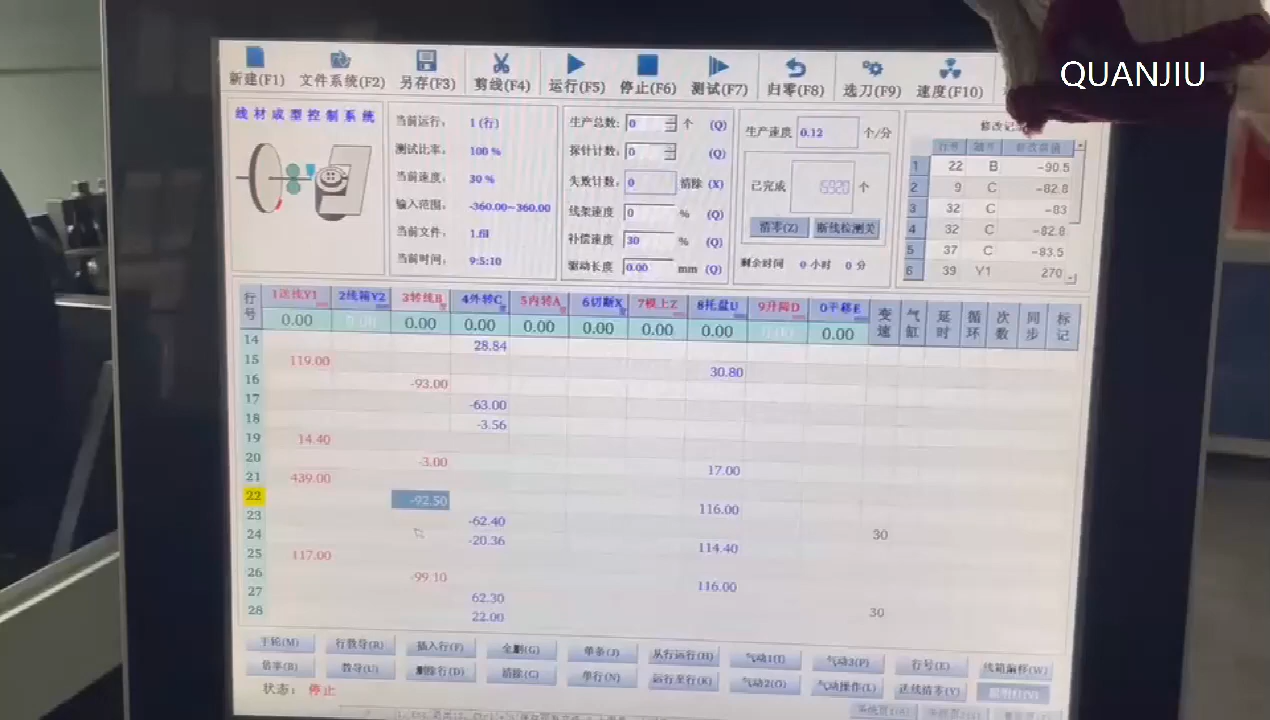 QUANJIU
新建(F1) 文件系统(F2) 另存(F3) 剪线(F4) 运行(F5) 停止(F6) 测试(F7) 归零(F8) 选刀(F9) 速度(F10)
线材成型控制系统
当前运行: 1 (行)
测试比率: 100 %
当前速度: 30 %
输入范围: -360.00~360.00
当前文件:
当前时间: 9:5:10
生产总数: 0 个 (Q)
探针计数: 0 (Q)
失败计数: 0 清除 (X)
线架速度 0 % (Q)
补偿速度 30 % (Q)
驱动长度 0.00 mm (Q)
生产速度 0.12 个/分
已完成 个
清零(Z) 断线检测关
剩余时间 0 小时 0 分
修改记
1 22 B -90.5
2 9 C -82.8
3 32 C -83
4 32 C -82.8
5 37 C -83.5
6 39 Y1 270
行号 1送线Y1 2线箱Y2 3转线B 4外转C 5内转A 6切断X 7模上Z 8托盘U 9升降D 0平移E 变速 气缸 延时 循环 次数 同步 标记
0.00 0.00 0.00 0.00 0.00 0.00 0.00 0.00 0.00 0.00
14 28.84
15 119.00 30.80
16 -93.00
17 -63.00
18 -3.56
19 14.40
20 -3.00 17.00
21 439.00
22 -92.50 116.00
23 -62.40
24 -20.36 114.40 30
25 117.00
26 -99.10 116.00
27 62.30
28 22.00 30
手轮(M) 行教导(R) 插入行(F) 全删(G) 单条(J) 从行运行(H) 气动1(I) 气动3(P) 行号(E) 线箱偏移(W)
倍率(B) 教导(U) 删除行(D) 清除(C) 单行(N) 运行至行(K) 气动2(O) 气动操作(L) 送线清零(Y)
状态: 停止